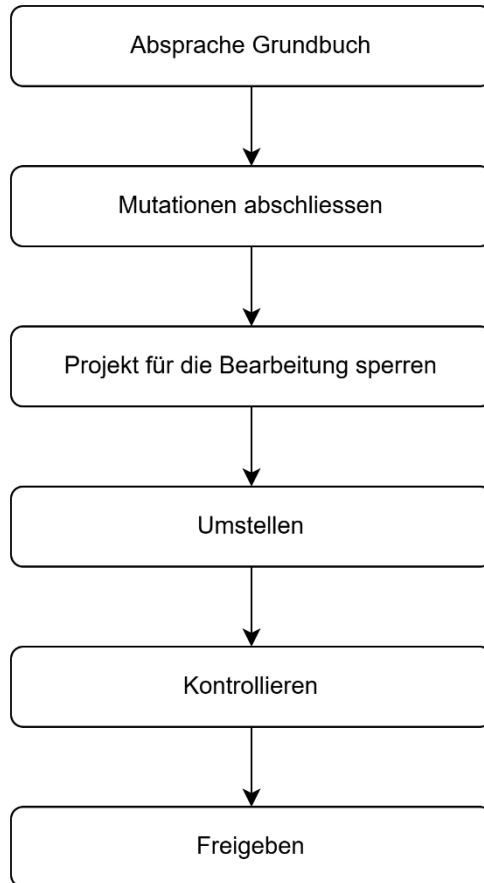 Absprache Grundbuch
Mutationen abschliessen
Projekt für die Bearbeitung sperren
Umstellen
Kontrollieren
Freigeben